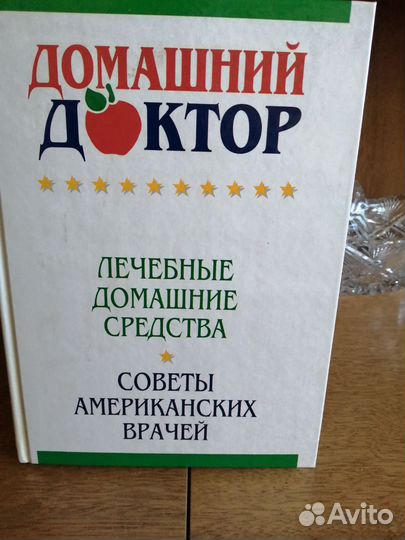 ДОМАШНИЙ
ДОКТОР
ЛЕЧЕБНЫЕ
ДОМАШНИЕ
СРЕДСТВА
СОВЕТЫ
АМЕРИКАНСКИХ
ВРАЧЕЙ
Avito